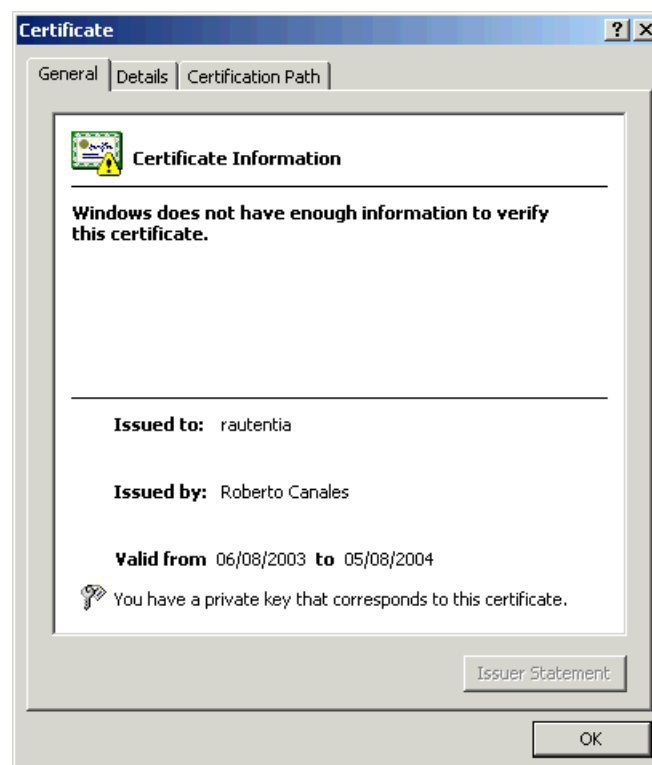 Certificate
General Details Certification Path
Certificate Information
Windows does not have enough information to verify
this certificate.
Issued to: rautentia
Issued by: Roberto Canales
Valid from 06/08/2003 to 05/08/2004
You have a private key that corresponds to this certificate.
Issuer Statement
OK